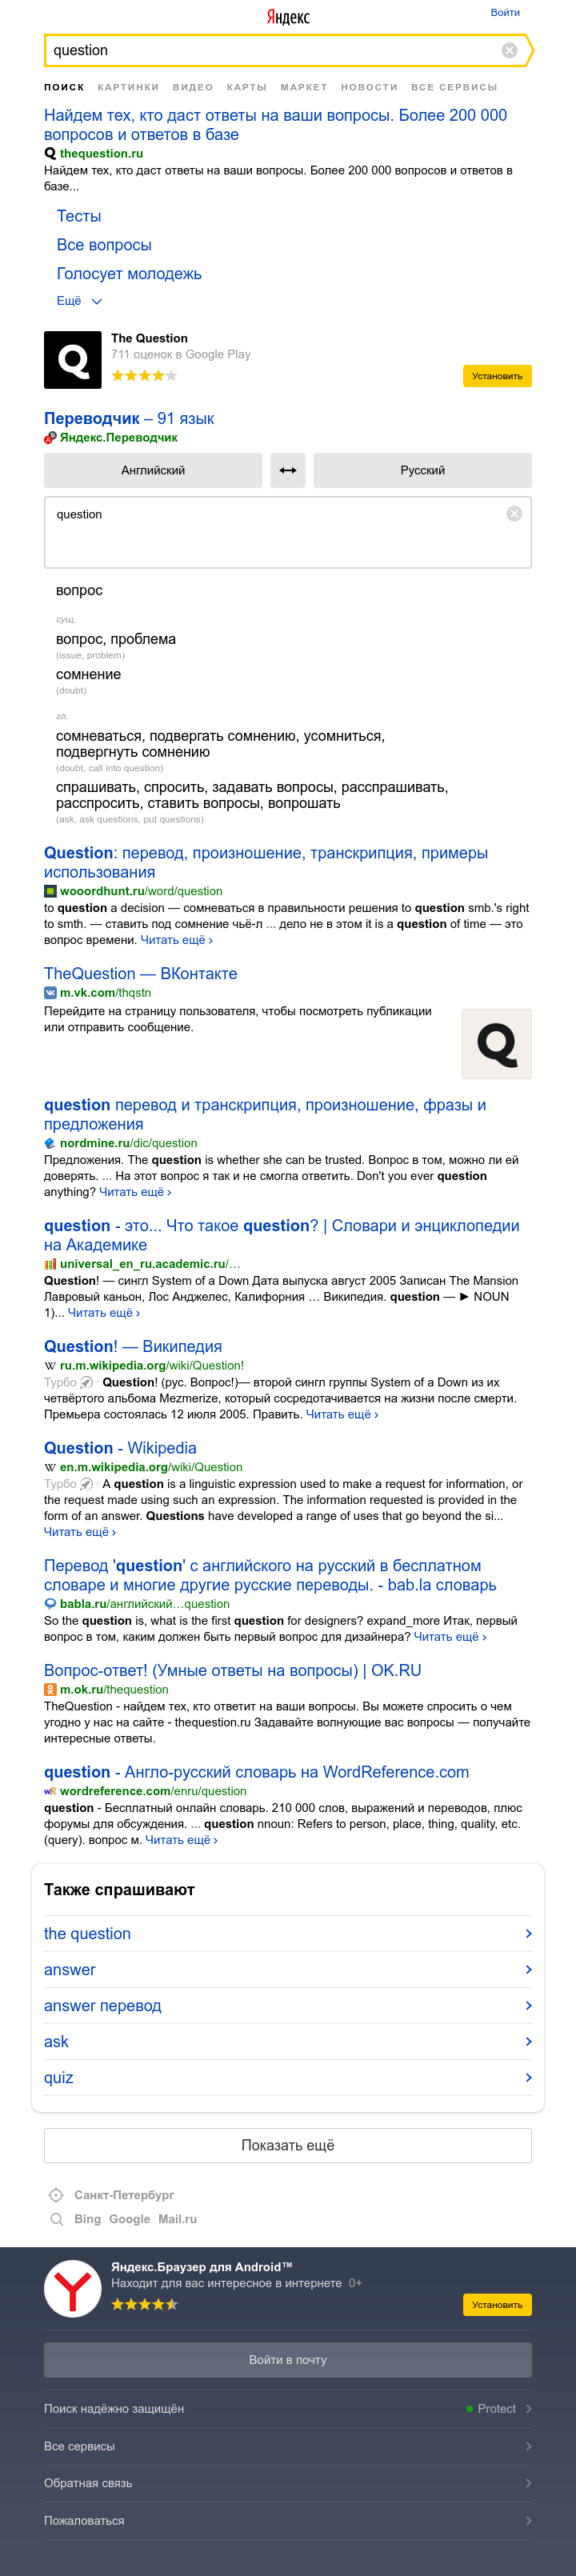 Яндекс
Войти
question
ПОИСК КАРТИНКИ ВИДЕО КАРТЫ МАРКЕТ НОВОСТИ ВСЕ СЕРВИСЫ
Найдем тех, кто даст ответы на ваши вопросы. Более 200 000
вопросов и ответов в базе
thequestion.ru
Найдем тех, кто даст ответы на ваши вопросы. Более 200 000 вопросов и ответов в
базе...
Тесты
Все вопросы
Голосует молодежь
Ещё
The Question
711 оценок в Google Play
Установить
Переводчик – 91 язык
Яндекс.Переводчик
Английский
Русский
question
вопрос
сущ.
вопрос, проблема
(issue, problem)
сомнение
(doubt)
гл.
сомневаться, подвергать сомнению, усомниться,
подвергнуть сомнению
(doubt, call into question)
спрашивать, спросить, задавать вопросы, расспрашивать,
расспросить, ставить вопросы, вопрошать
(ask, ask questions, put questions)
Question: перевод, произношение, транскрипция, примеры
использования
wooordhunt.ru/word/question
to question a decision — сомневаться в правильности решения to question smb.'s right
to smth. — ставить под сомнение чьё-л ... дело не в этом it is a question of time — это
вопрос времени. Читать ещё ›
TheQuestion — ВКонтакте
m.vk.com/thqstn
Перейдите на страницу пользователя, чтобы посмотреть публикации
или отправить сообщение.
question перевод и транскрипция, произношение, фразы и
предложения
nordmine.ru/dic/question
Предложения. The question is whether she can be trusted. Вопрос в том, можно ли ей
доверять. ... На этот вопрос я так и не смогла ответить. Don't you ever question
anything? Читать ещё ›
question - это... Что такое question? | Словари и энциклопедии
на Академике
universal_en_ru.academic.ru/…
Question! — сингл System of a Down Дата выпуска август 2005 Записан The Mansion
Лавровый каньон, Лос Анджелес, Калифорния … Википедия. question — ► NOUN
1)... Читать ещё ›
Question! — Википедия
ru.m.wikipedia.org/wiki/Question!
Турбо · Question! (рус. Вопрос!)— второй сингл группы System of a Down из их
четвёртого альбома Mezmerize, который сосредотачивается на жизни после смерти.
Премьера состоялась 12 июля 2005. Править. Читать ещё ›
Question - Wikipedia
en.m.wikipedia.org/wiki/Question
Турбо · A question is a linguistic expression used to make a request for information, or
the request made using such an expression. The information requested is provided in the
form of an answer. Questions have developed a range of uses that go beyond the si...
Читать ещё ›
Перевод 'question' с английского на русский в бесплатном
словаре и многие другие русские переводы. - bab.la словарь
babla.ru/английский…question
So the question is, what is the first question for designers? expand_more Итак, первый
вопрос в том, каким должен быть первый вопрос для дизайнера? Читать ещё ›
Вопрос-ответ! (Умные ответы на вопросы) | OK.RU
m.ok.ru/thequestion
TheQuestion - найдем тех, кто ответит на ваши вопросы. Вы можете спросить о чем
угодно у нас на сайте - thequestion.ru Задавайте волнующие вас вопросы — получайте
интересные ответы.
question - Англо-русский словарь на WordReference.com
wordreference.com/enru/question
question - Бесплатный онлайн словарь. 210 000 слов, выражений и переводов, плюс
форумы для обсуждения. ... question nnoun: Refers to person, place, thing, quality, etc.
(query). вопрос м. Читать ещё ›
Также спрашивают
the question
answer
answer перевод
ask
quiz
Показать ещё
Санкт-Петербург
Bing Google Mail.ru
Яндекс.Браузер для Android™
Находит для вас интересное в интернете 0+
Установить
Войти в почту
Поиск надёжно защищён
Protect
Все сервисы
Обратная связь
Пожаловаться